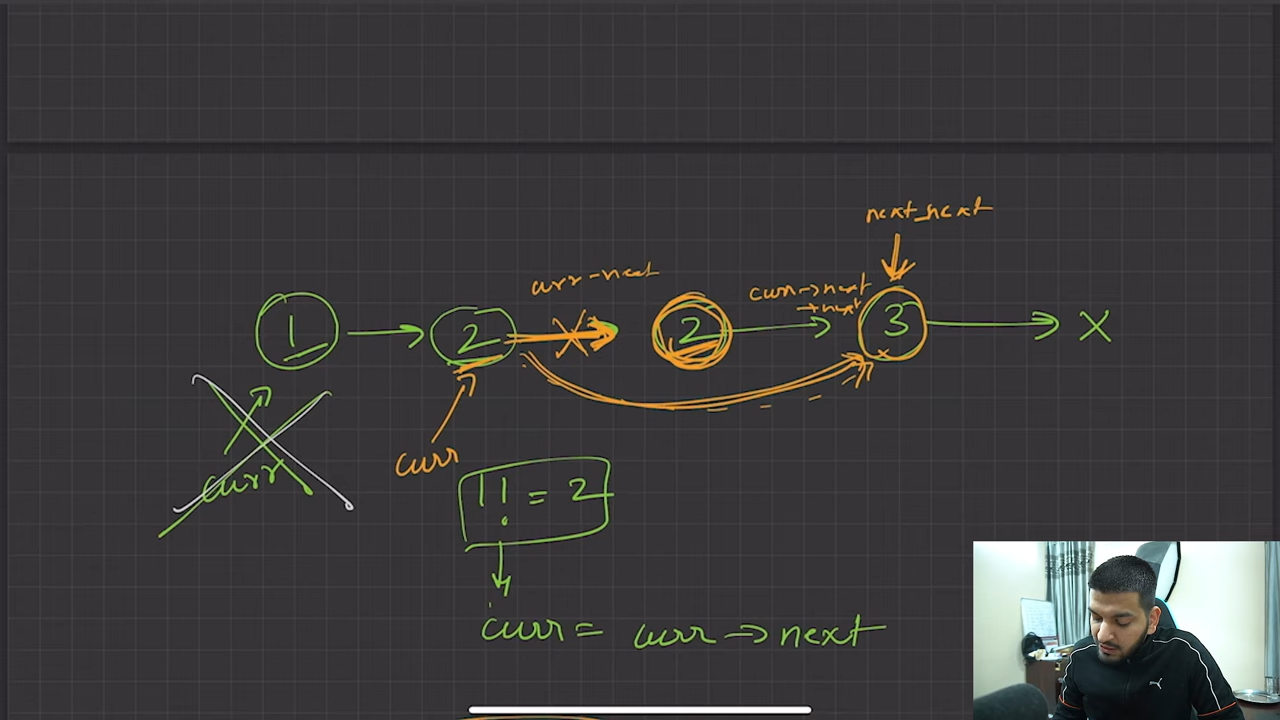 next_next
curr-next
curr->next
->next
1 → 2 → 2 → 3 → X
curr
curr
1 != 2
curr = curr → next